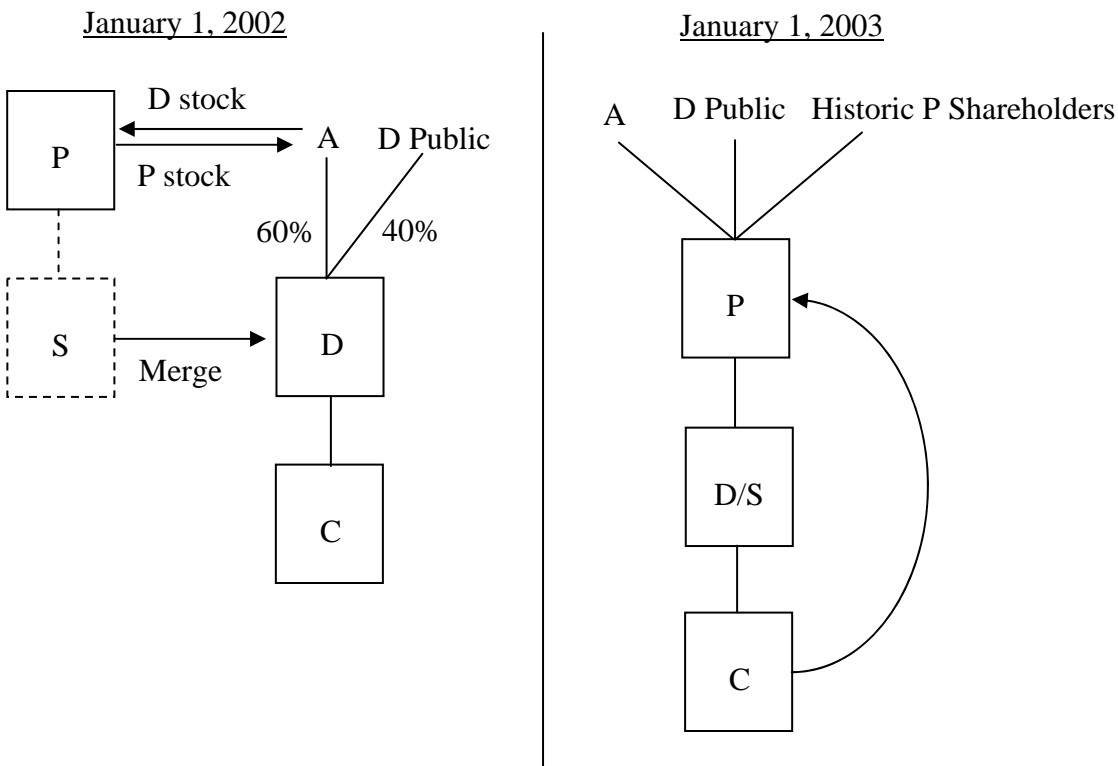 January 1, 2002
D stock
P
P stock
A
D Public
60%
40%
S
Merge
D
C
January 1, 2003
A
D Public
Historic P Shareholders
P
D/S
C